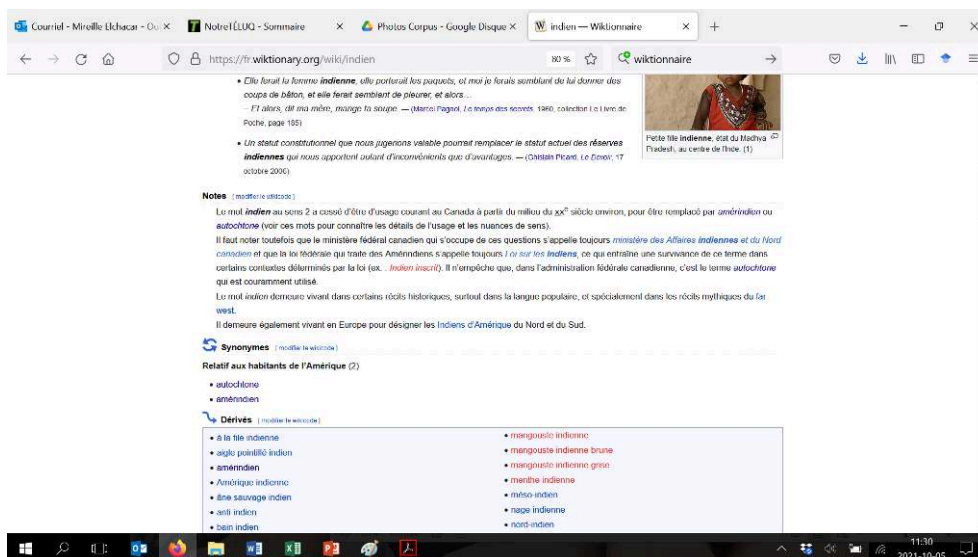 Courriel - Mireille Elchacar - Ou
NotreTÉLUQ - Sommaire
Photos Corpus - Google Disque
indien — Wiktionnaire
https://fr.wiktionary.org/wiki/indien
80 %
wiktionnaire
• Elle ferait la femme indienne, elle porterait les paquets, et moi je ferais semblant de lui donner des
coups de bâton, et elle ferait semblant de pleurer, et alors…
– Et alors, dit ma mère, mange ta soupe. — (Marcel Pagnol, Le temps des secrets, 1960, collection Le Livre de
Poche, page 185)
• Un statut constitutionnel que nous jugerions valable pourrait remplacer le statut actuel des réserves
indiennes qui nous apportent autant d'inconvénients que d'avantages. — (Ghislain Picard, Le Devoir, 17
octobre 2006)
Petite fille indienne, état du Madhya
Pradesh, au centre de l'Inde. (1)
Notes [ modifier le wikicode ]
Le mot indien au sens 2 a cessé d'être d'usage courant au Canada à partir du milieu du xxe siècle environ, pour être remplacé par amérindien ou
autochtone (voir ces mots pour connaître les détails de l'usage et les nuances de sens).
Il faut noter toutefois que le ministère fédéral canadien qui s'occupe de ces questions s'appelle toujours ministère des Affaires indiennes et du Nord
canadien et que la loi fédérale qui traite des Amérindiens s'appelle toujours Loi sur les Indiens, ce qui entraîne une survivance de ce terme dans
certains contextes déterminés par la loi (ex. : Indien inscrit). Il n'empêche que, dans l'administration fédérale canadienne, c'est le terme autochtone
qui est couramment utilisé.
Le mot indien demeure vivant dans certains récits historiques, surtout dans la langue populaire, et spécialement dans les récits mythiques du far
west.
Il demeure également vivant en Europe pour désigner les Indiens d'Amérique du Nord et du Sud.
Synonymes [ modifier le wikicode ]
Relatif aux habitants de l'Amérique (2)
• autochtone
• amérindien
Dérivés [ modifier le wikicode ]
• à la file indienne
• aigle pointillé indien
• amérindien
• Amérique indienne
• âne sauvage indien
• anti indien
• bain indien
• mangouste indienne
• mangouste indienne brune
• mangouste indienne grise
• menthe indienne
• méso-indien
• nage indienne
• nord-indien
11:30
2021-10-05